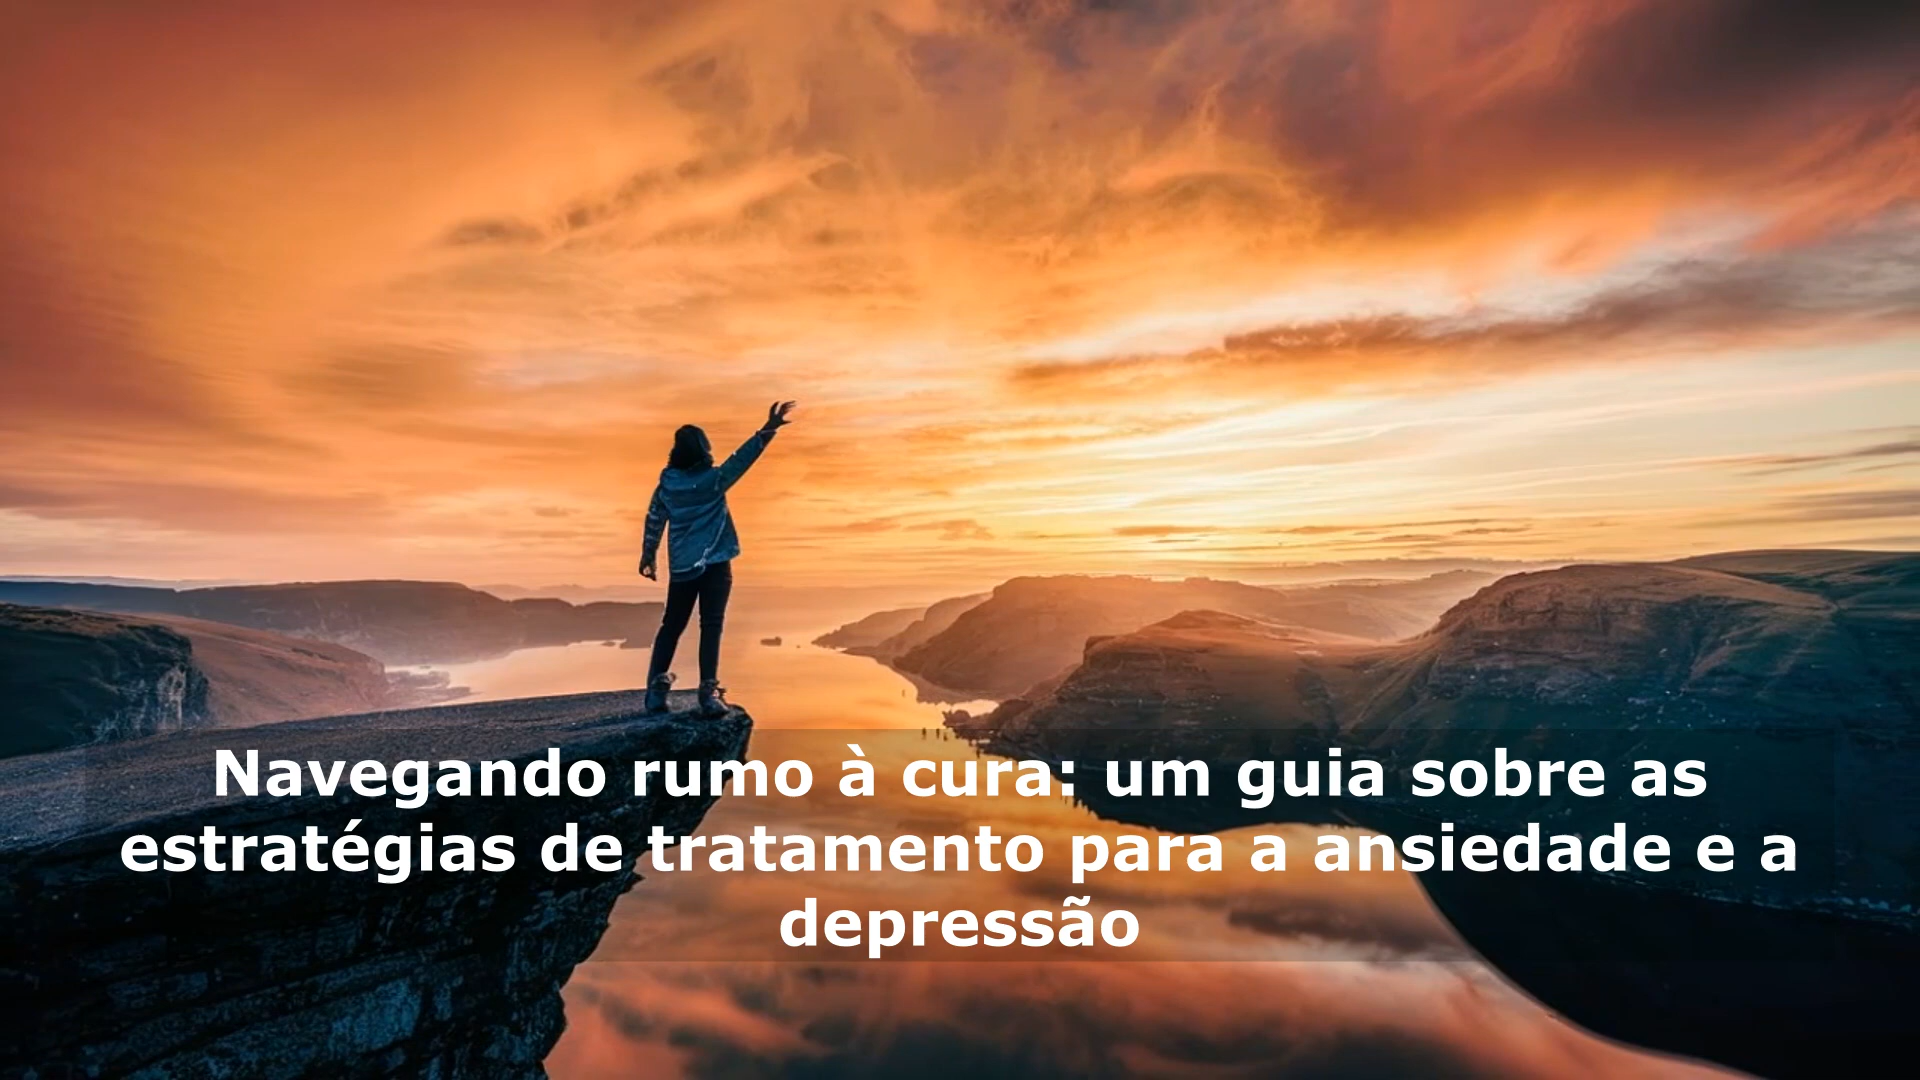 Navegando rumo à cura: um guia sobre as
estratégias de tratamento para a ansiedade e a
depressão